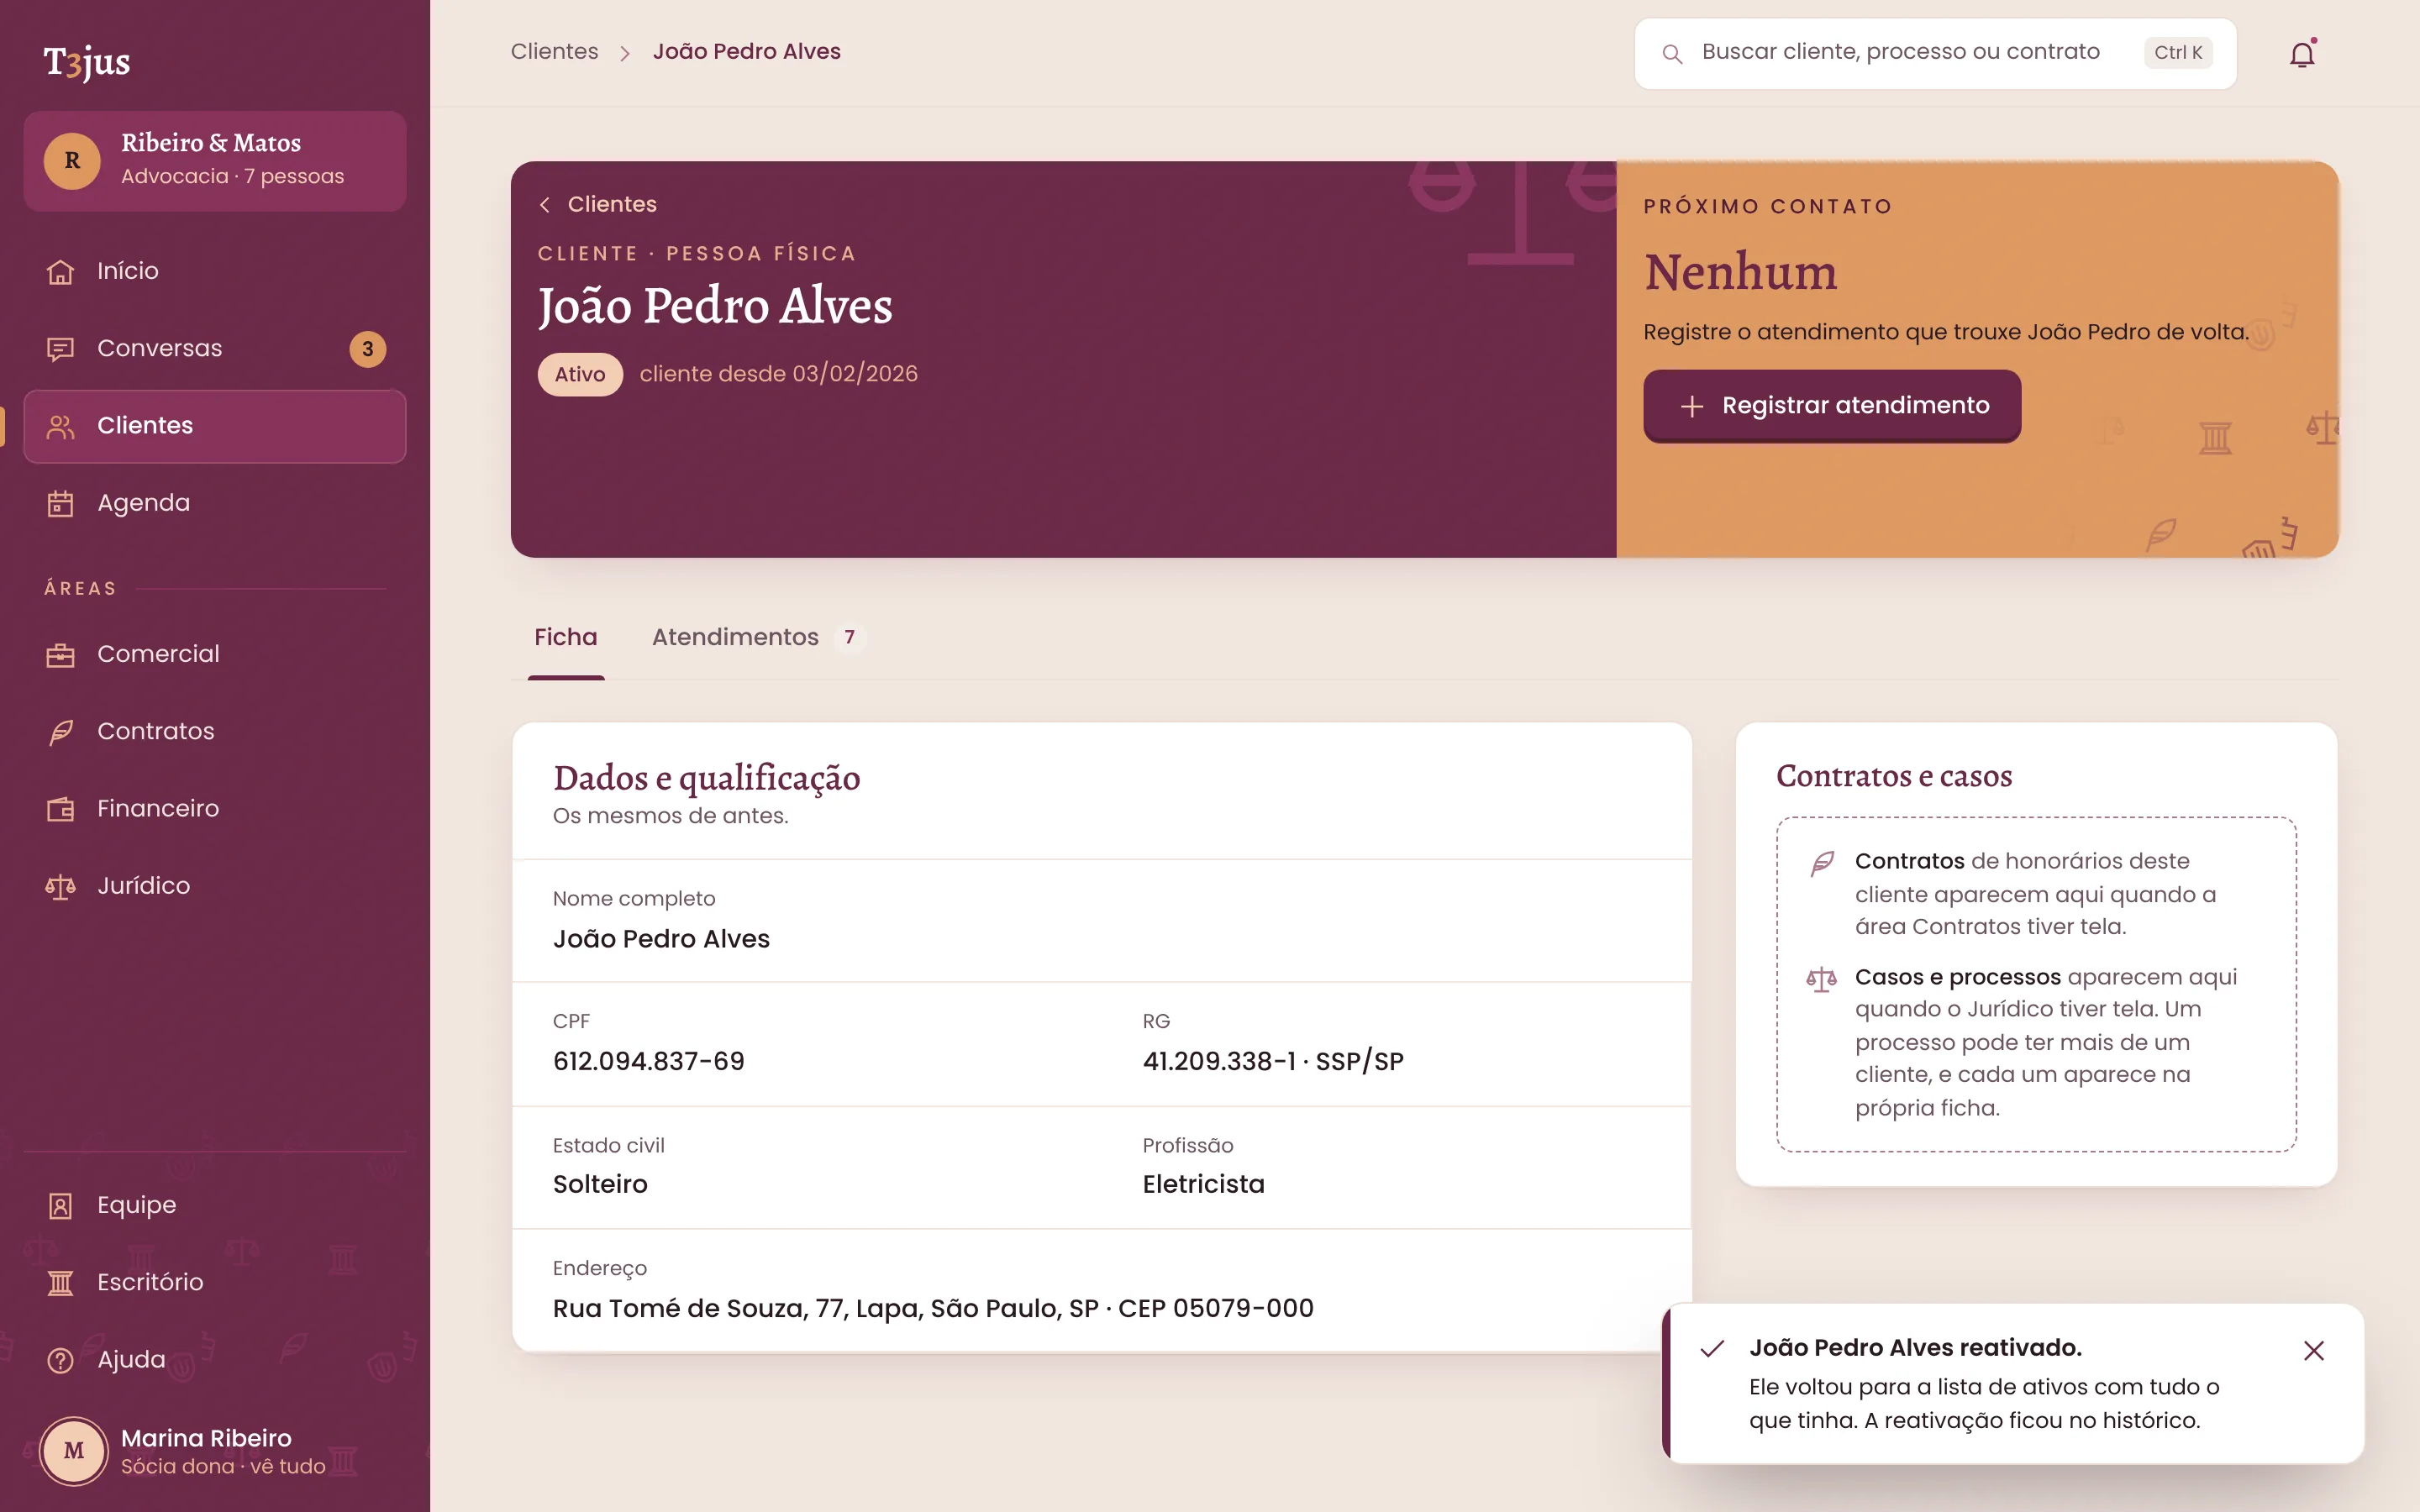 T3jus
R
Ribeiro & Matos
Advocacia · 7 pessoas
Início
Conversas
3
Clientes
Agenda
ÁREAS
Comercial
Contratos
Financeiro
Jurídico
Equipe
Escritório
Ajuda
M
Marina Ribeiro
Sócia dona · vê tudo
Clientes
João Pedro Alves
Buscar cliente, processo ou contrato
Ctrl K
Clientes
CLIENTE · PESSOA FÍSICA
João Pedro Alves
Ativo
cliente desde 03/02/2026
PRÓXIMO CONTATO
Nenhum
Registre o atendimento que trouxe João Pedro de volta.
Registrar atendimento
Ficha
Atendimentos
7
Dados e qualificação
Os mesmos de antes.
Nome completo
João Pedro Alves
CPF
612.094.837-69
RG
41.209.338-1 · SSP/SP
Estado civil
Solteiro
Profissão
Eletricista
Endereço
Rua Tomé de Souza, 77, Lapa, São Paulo, SP · CEP 05079-000
Contratos e casos
Contratos de honorários deste
cliente aparecem aqui quando a
área Contratos tiver tela.
Casos e processos aparecem aqui
quando o Jurídico tiver tela. Um
processo pode ter mais de um
cliente, e cada um aparece na
própria ficha.
João Pedro Alves reativado.
Ele voltou para a lista de ativos com tudo o
que tinha. A reativação ficou no histórico.